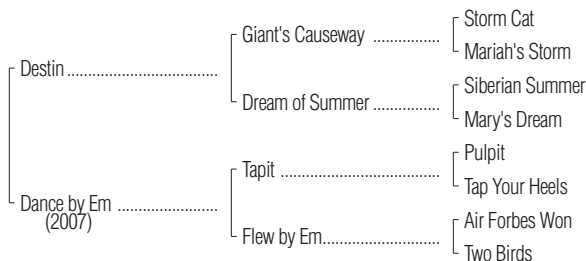 Storm Cat
Giant's Causeway ................
Mariah's Storm
Destin .....................................
Siberian Summer
Dream of Summer ................
Mary's Dream
Pulpit
Tapit .......................................
Tap Your Heels
Dance by Em ........................
(2007)
Air Forbes Won
Flew by Em.............................
Two Birds